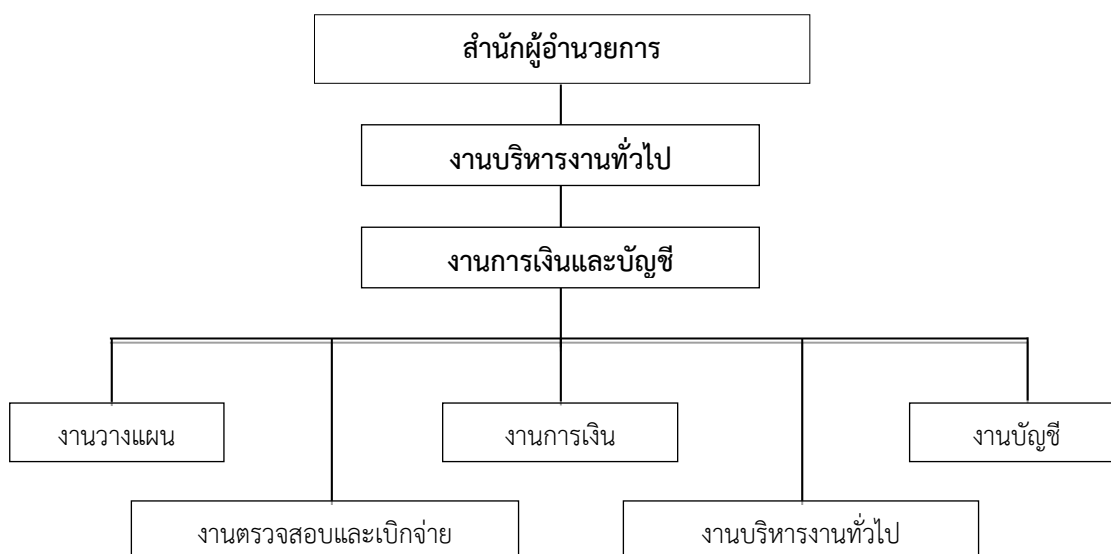 สำนักผู้อำนวยการ
งานบริหารงานทั่วไป
งานการเงินและบัญชี
งานวางแผน
งานการเงิน
งานบัญชี
งานตรวจสอบและเบิกจ่าย
งานบริหารงานทั่วไป